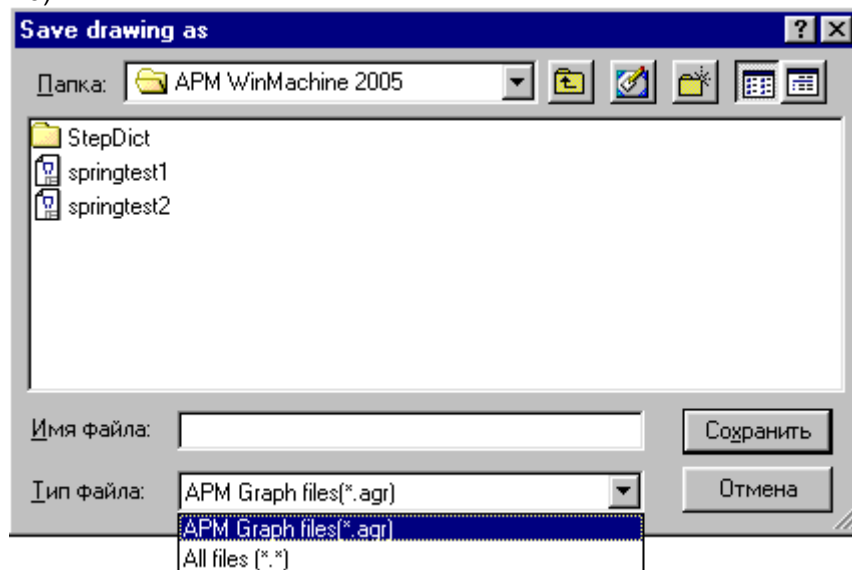 Save drawing as
Папка: APM WinMachine 2005
StepDict
springtest1
springtest2
Имя файла:
Сохранить
Тип файла: APM Graph files(*.agr)
Отмена
APM Graph files(*.agr)
All files (*.*)